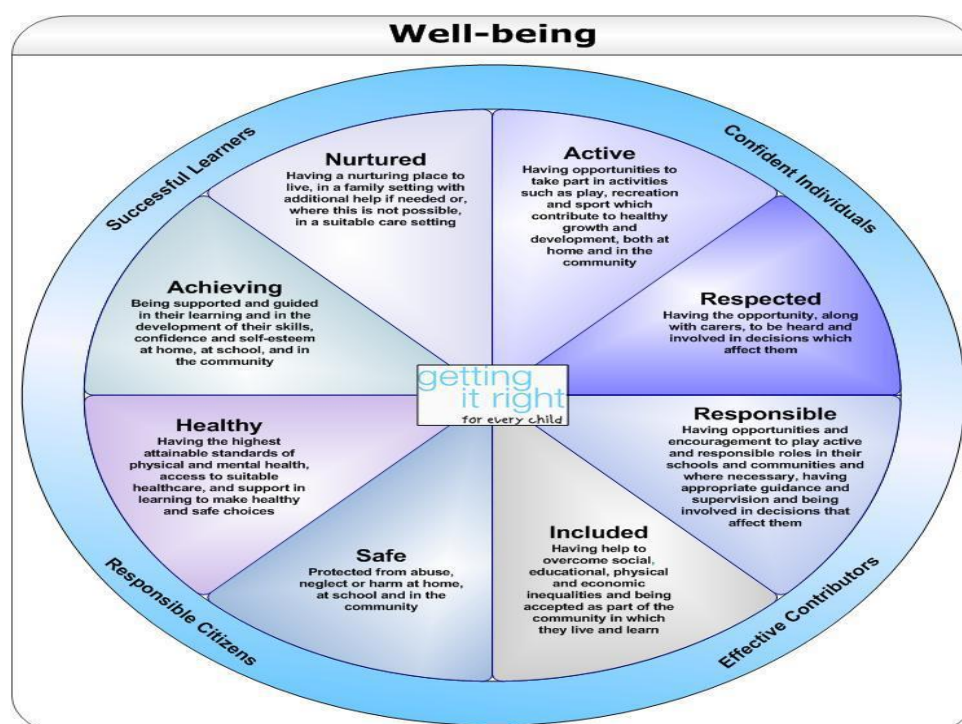 Well-being
Successful Learners
Confident Individuals
Nurtured
Having a nurturing place to
live, in a family setting with
additional help if needed or,
where this is not possible,
in a suitable care setting
Active
Having opportunities to
take part in activities
such as play, recreation
and sport which
contribute to healthy
growth and
development, both at
home and in the
community
Achieving
Being supported and guided
in their learning and in the
development of their skills,
confidence and self-esteem
at home, at school, and in
the community
Respected
Having the opportunity, along
with carers, to be heard and
involved in decisions which
affect them
getting
it right
for every child
Healthy
Having the highest
attainable standards of
physical and mental health,
access to suitable
healthcare, and support in
learning to make healthy
and safe choices
Responsible
Having opportunities and
encouragement to play active
and responsible roles in their
schools and communities and
where necessary, having
appropriate guidance and
supervision and being
involved in decisions that
affect them
Safe
Protected from abuse,
neglect or harm at home,
at school and in the
community
Included
Having help to
overcome social,
educational, physical
and economic
inequalities and being
accepted as part of the
community in which
they live and learn
Responsible Citizens
Effective Contributors